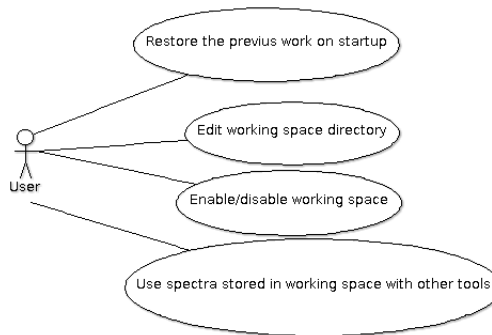 Restore the previus work on startup
Edit working space directory
User
Enable/disable working space
Use spectra stored in working space with other tools